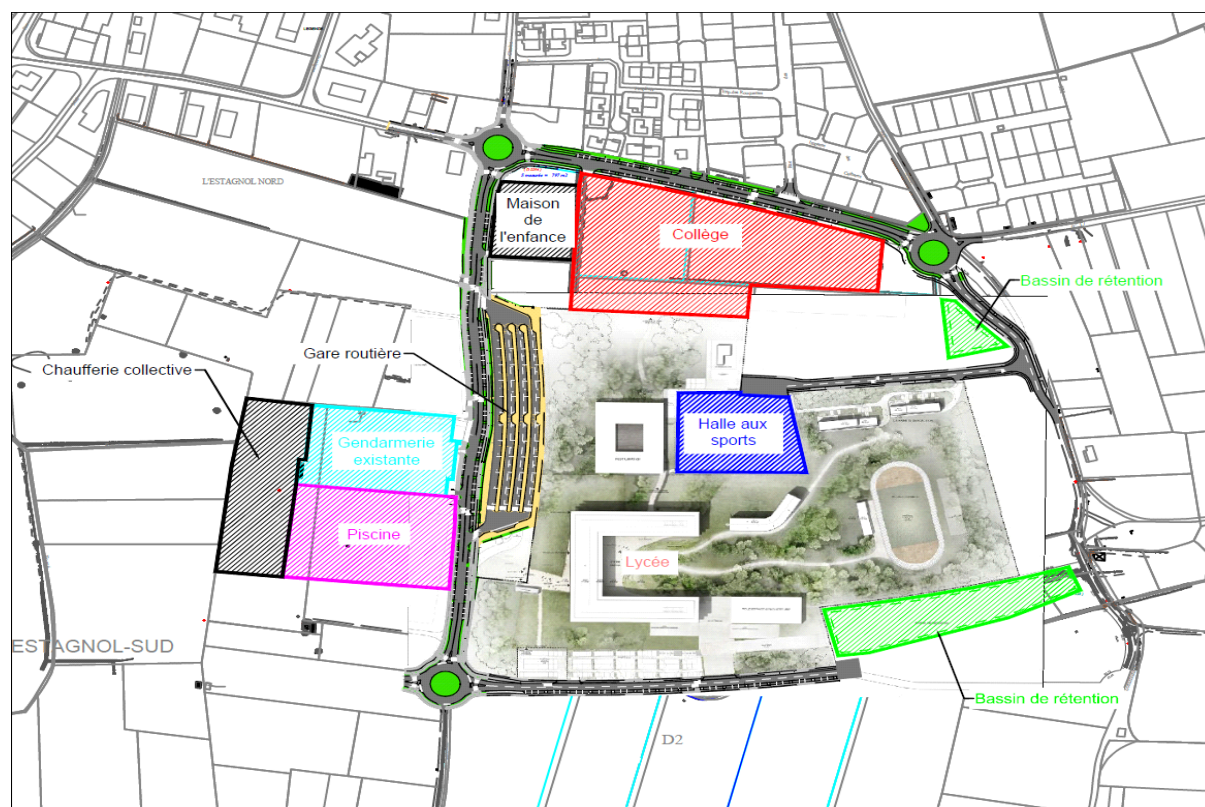 L'ESTAGNOL NORD
Maison
de
l'enfance
Collège
Bassin de rétention
Gare routière
Chaufferie collective
Halle aux
sports
Gendarmerie
existante
Piscine
Lycée
ESTAGNOL-SUD
Bassin de rétention
D2